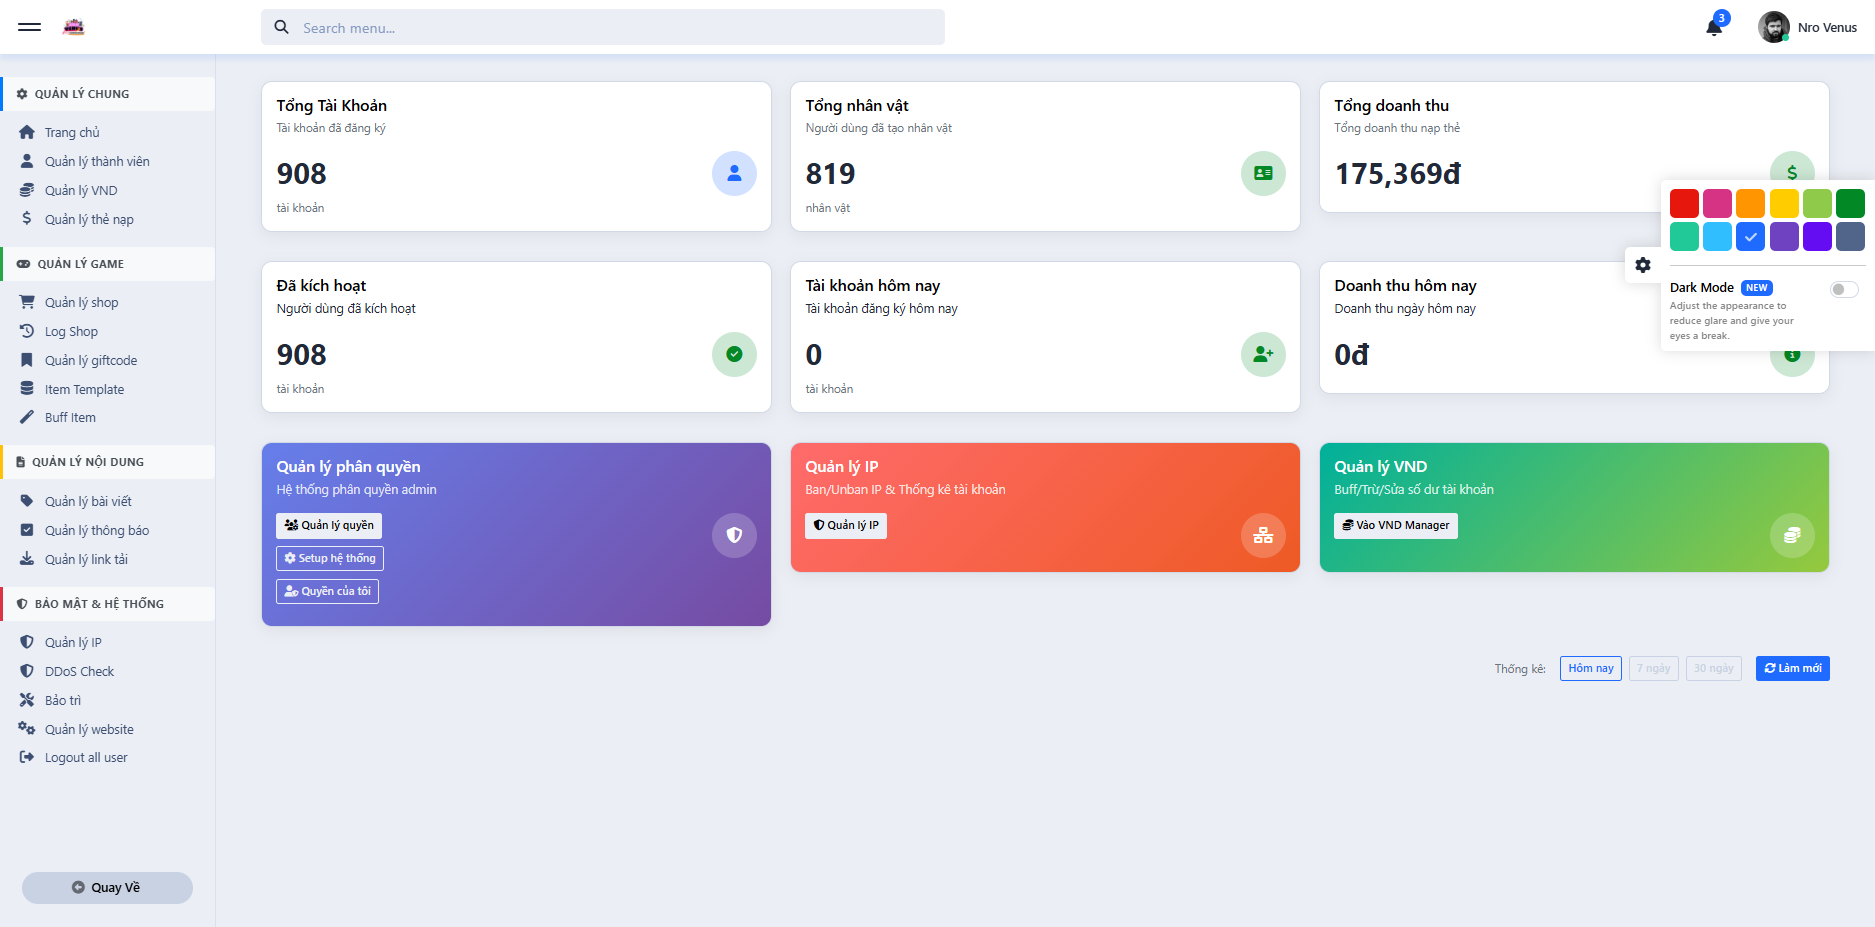 Search menu...
3
Nro Venus
QUẢN LÝ CHUNG
Trang chủ
Quản lý thành viên
Quản lý VND
Quản lý thẻ nạp
QUẢN LÝ GAME
Quản lý shop
Log Shop
Quản lý giftcode
Item Template
Buff Item
QUẢN LÝ NỘI DUNG
Quản lý bài viết
Quản lý thông báo
Quản lý link tải
BẢO MẬT & HỆ THỐNG
Quản lý IP
DDoS Check
Bảo trì
Quản lý website
Logout all user
Quay Về
Tổng Tài Khoản
Tài khoản đã đăng ký
908
tài khoản
Tổng nhân vật
Người dùng đã tạo nhân vật
819
nhân vật
Tổng doanh thu
Tổng doanh thu nạp thẻ
175,369đ
Đã kích hoạt
Người dùng đã kích hoạt
908
tài khoản
Tài khoản hôm nay
Tài khoản đăng ký hôm nay
0
tài khoản
Doanh thu hôm nay
Doanh thu ngày hôm nay
0đ
Dark Mode NEW
Adjust the appearance to
reduce glare and give your
eyes a break.
Quản lý phân quyền
Hệ thống phân quyền admin
Quản lý quyền
Setup hệ thống
Quyền của tôi
Quản lý IP
Ban/Unban IP & Thống kê tài khoản
Quản lý IP
Quản lý VND
Buff/Trừ/Sửa số dư tài khoản
Vào VND Manager
Thống kê: Hôm nay 7 ngày 30 ngày Làm mới